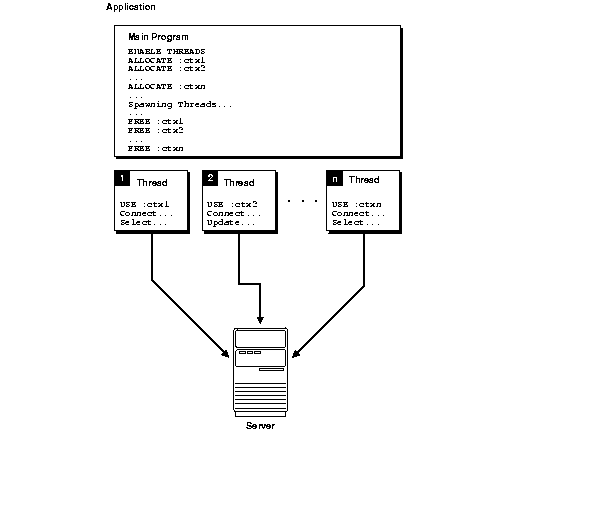 Application
Main Program
ENABLE THREADS
ALLOCATE :ctx1
ALLOCATE :ctx2
...
ALLOCATE :ctxn
...
Spawning Threads...
...
FREE :ctx1
FREE :ctx2
...
FREE :ctxn
1 Thread
USE :ctx1
Connect...
Select...
2 Thread
USE :ctx2
Connect...
Update...
. . .
n Thread
USE :ctxn
Connect...
Select...
Server